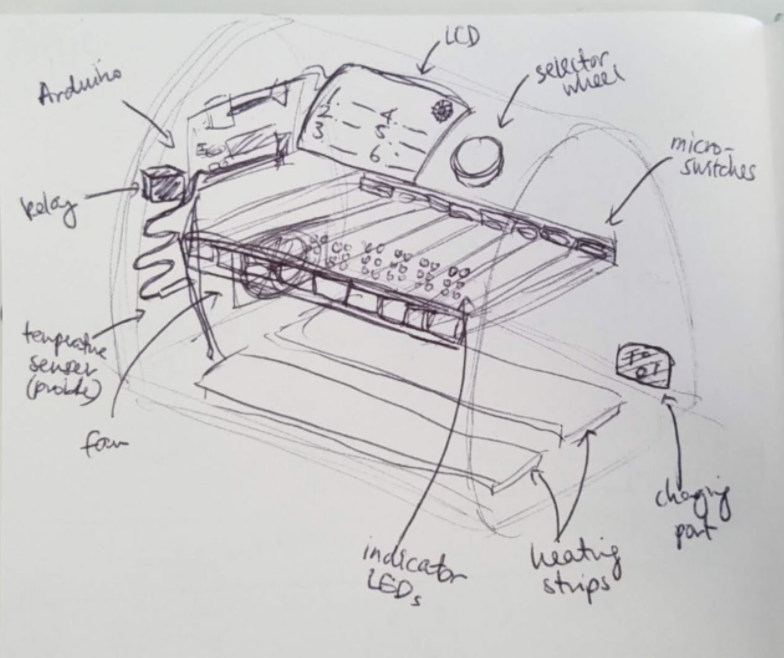 LCD
selector
wheel
Arduino
micro-
switches
Relay
2 4
3 5
6
temperature
sensor
(probe)
fan
indicator
LEDs
heating
strips
charging
port